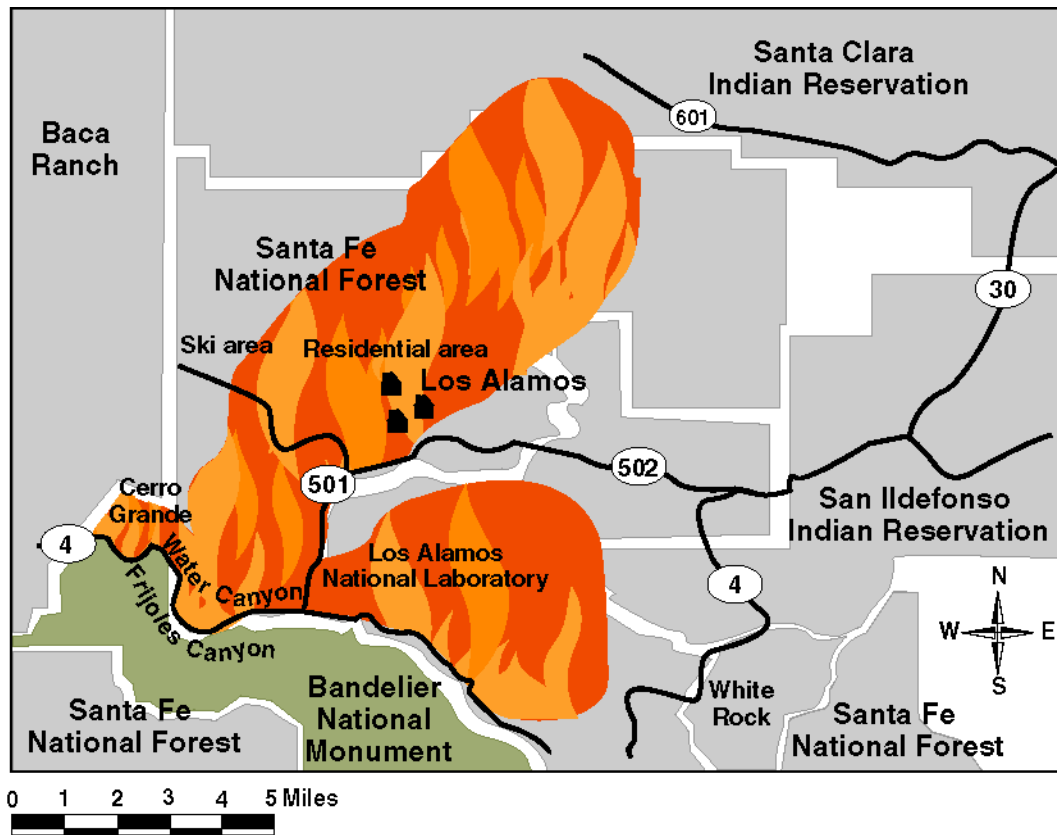 Santa Clara
Indian Reservation
601
Baca
Ranch
Santa Fe
National Forest
30
Ski area
Residential area
Los Alamos
501
502
Cerro
Grande
San Ildefonso
Indian Reservation
4
Water Canyon
Los Alamos
National Laboratory
4
Frijoles Canyon
N
W
E
S
Bandelier
National
Monument
White
Rock
Santa Fe
National Forest
Santa Fe
National Forest
0 1 2 3 4 5 Miles